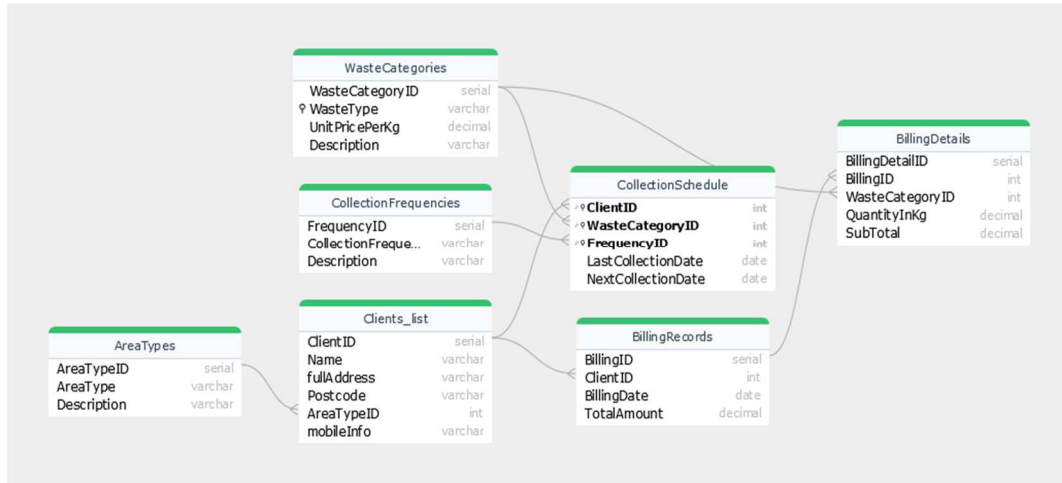 WasteCategories
WasteCategoryID serial
WasteType varchar
UnitPricePerKg decimal
Description varchar
CollectionFrequencies
FrequencyID serial
CollectionFreque... varchar
Description varchar
AreaTypes
AreaTypeID serial
AreaType varchar
Description varchar
Clients_list
ClientID serial
Name varchar
fullAddress varchar
Postcode varchar
AreaTypeID int
mobileInfo varchar
CollectionSchedule
ClientID int
WasteCategoryID int
FrequencyID int
LastCollectionDate date
NextCollectionDate date
BillingRecords
BillingID serial
ClientID int
BillingDate date
TotalAmount decimal
BillingDetails
BillingDetailID serial
BillingID int
WasteCategoryID int
QuantityInKg decimal
SubTotal decimal